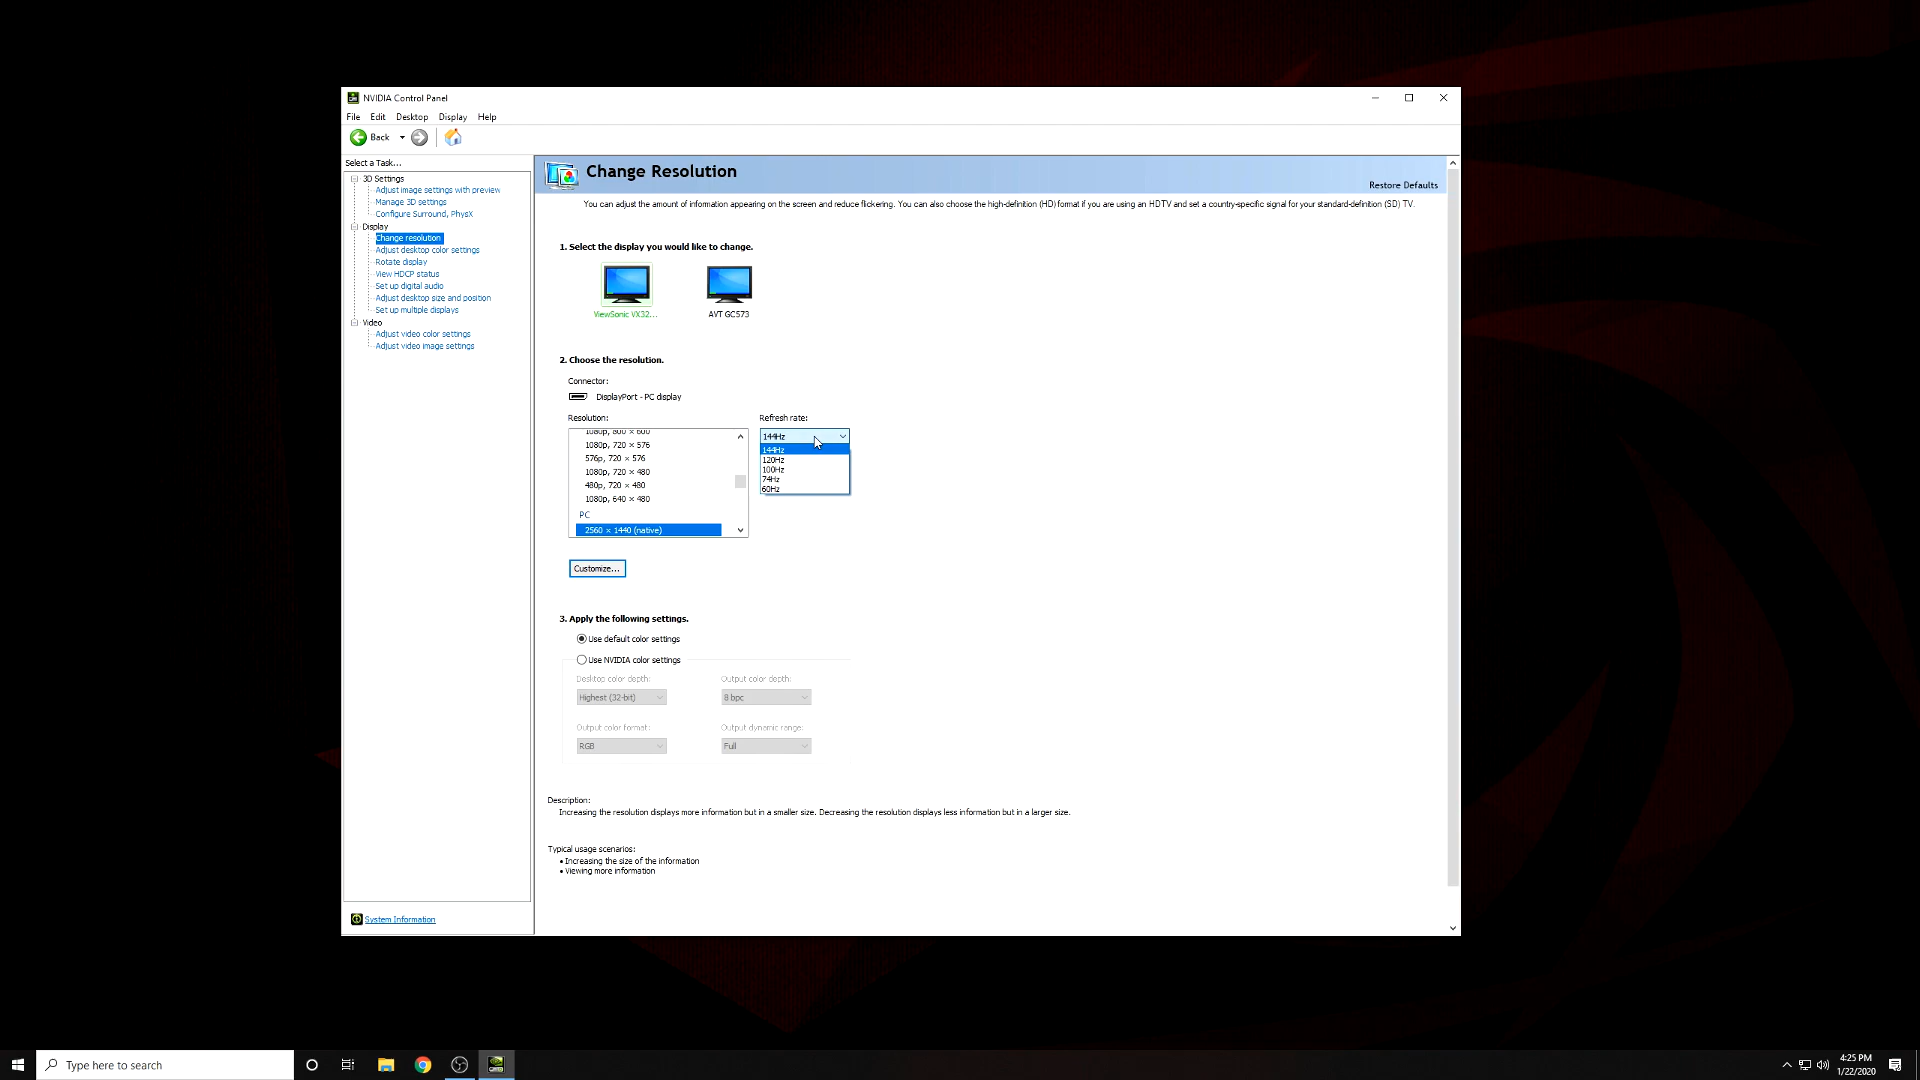 NVIDIA Control Panel
File Edit Desktop Display Help
Back
Select a Task...
3D Settings
Adjust image settings with preview
Manage 3D settings
Configure Surround, PhysX
Display
Change resolution
Adjust desktop color settings
Rotate display
View HDCP status
Set up digital audio
Adjust desktop size and position
Set up multiple displays
Video
Adjust video color settings
Adjust video image settings
System Information
Change Resolution
Restore Defaults
You can adjust the amount of information appearing on the screen and reduce flickering. You can also choose the high-definition (HD) format if you are using an HDTV and set a country-specific signal for your standard-definition (SD) TV.
1. Select the display you would like to change.
ViewSonic VX32... AVT GC573
2. Choose the resolution.
Connector:
DisplayPort - PC display
Resolution:
1080p, 800 × 600
1080p, 720 × 576
576p, 720 × 576
1080p, 720 × 480
480p, 720 × 480
1080p, 640 × 480
PC
2560 × 1440 (native)
Refresh rate:
144Hz
144Hz
120Hz
100Hz
74Hz
60Hz
Customize...
3. Apply the following settings.
Use default color settings
Use NVIDIA color settings
Desktop color depth: Output color depth:
Highest (32-bit) 8 bpc
Output color format: Output dynamic range:
RGB Full
Description:
Increasing the resolution displays more information but in a smaller size. Decreasing the resolution displays less information but in a larger size.
Typical usage scenarios:
• Increasing the size of the information
• Viewing more information
Type here to search
4:25 PM
1/22/2020